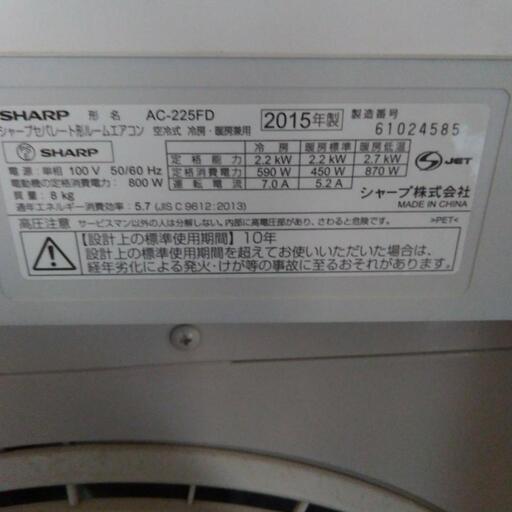 SHARP 形 名 AC-225FD 2015年製 製造番号
シャープセパレート形ルームエアコン 空冷式 冷房・暖房兼用 61024585
SHARP
冷 房 暖房標準 暖房低温
定 格 能 力 2.2 kW 2.2 kW 2.7 kW
電源:単相 100 V 50/60 Hz 定格消費電力 590 W 450 W 870 W
電動機の定格消費電力: 800 W 運 転 電 流 7.0 A 5.2 A
S JET
質 量: 8 kg シャープ株式会社
通年エネルギー消費効率: 5.7 (JIS C 9612:2013) MADE IN CHINA
高圧注意 サービスマン以外の人は分解しない。内部に高電圧部があり、さわると危険です。 >PET<
【設計上の標準使用期間】10年
設計上の標準使用期間を超えてお使いいただいた場合は、
経年劣化による発火・けが等の事故に至るおそれがあります。